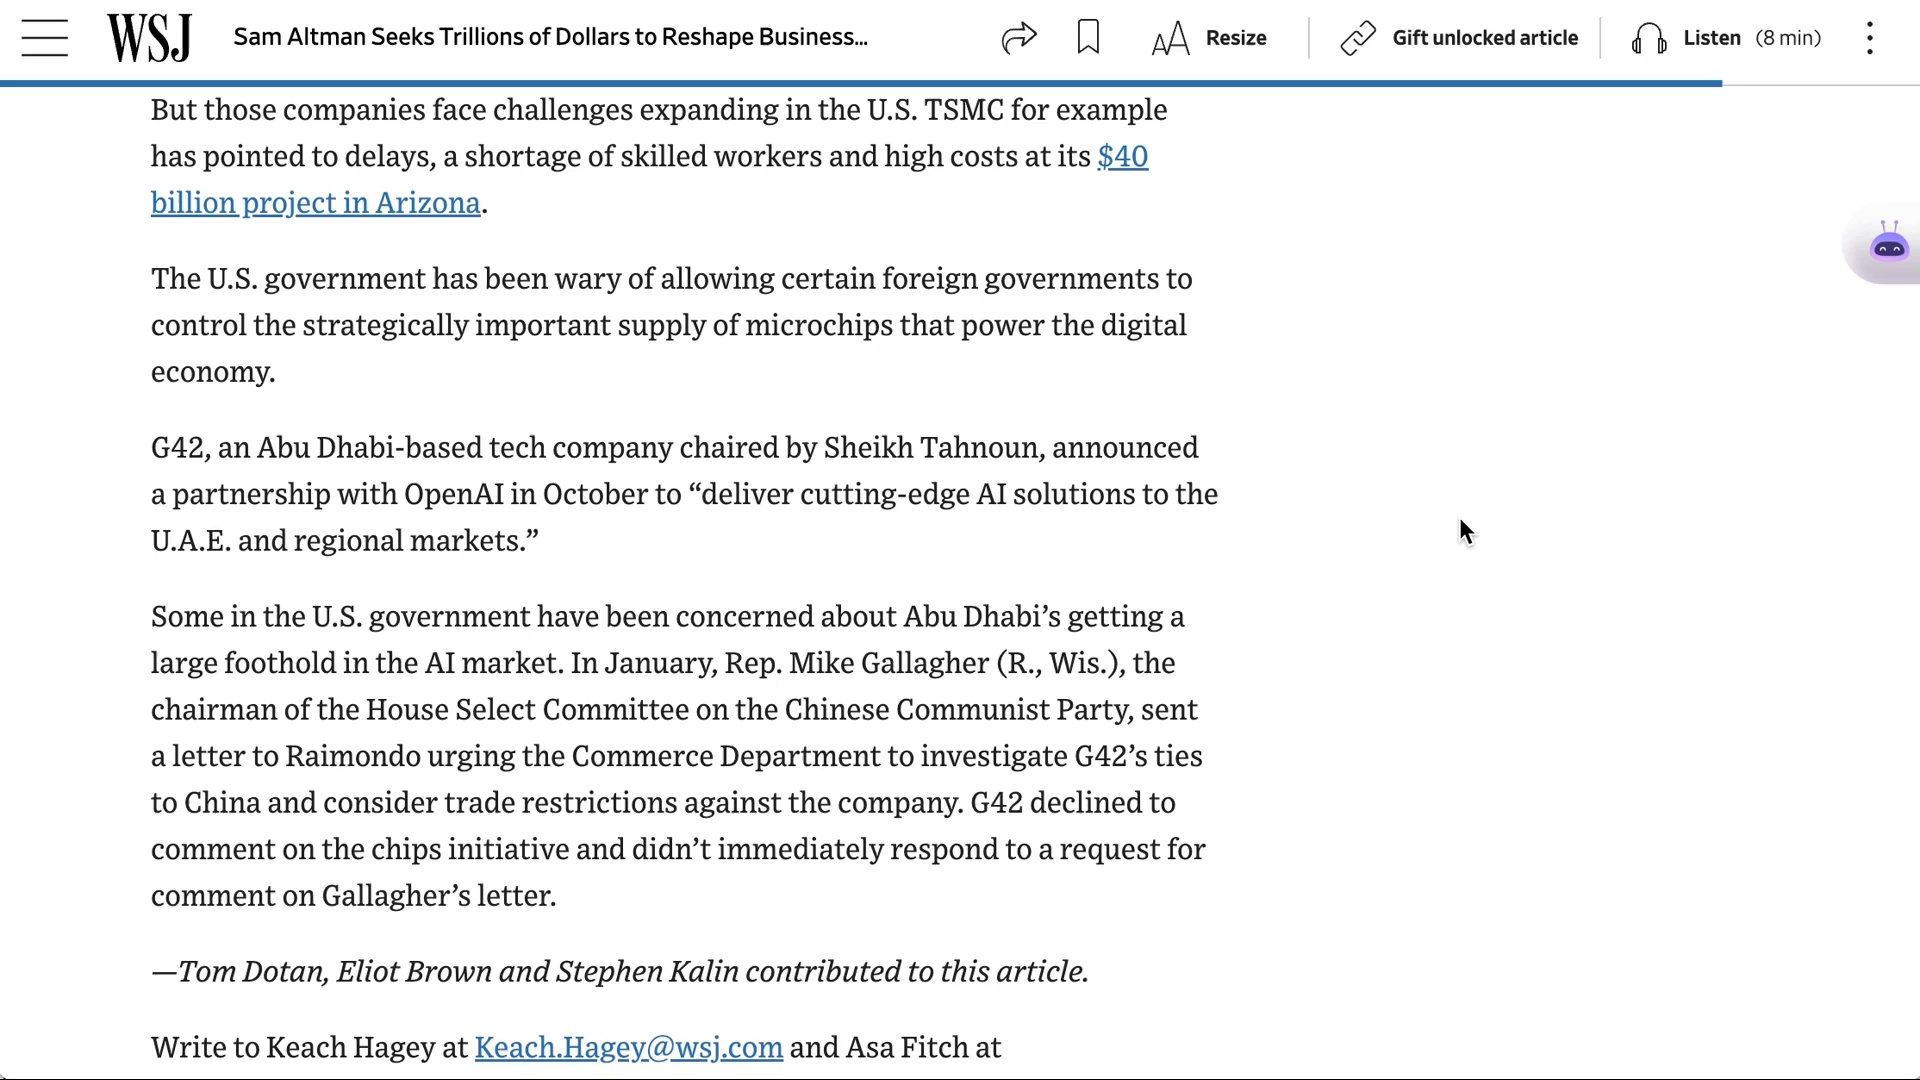 WSJ
Sam Altman Seeks Trillions of Dollars to Reshape Business...
Resize
Gift unlocked article
Listen (8 min)
But those companies face challenges expanding in the U.S. TSMC for example
has pointed to delays, a shortage of skilled workers and high costs at its $40
billion project in Arizona.
The U.S. government has been wary of allowing certain foreign governments to
control the strategically important supply of microchips that power the digital
economy.
G42, an Abu Dhabi-based tech company chaired by Sheikh Tahnoun, announced
a partnership with OpenAI in October to “deliver cutting-edge AI solutions to the
U.A.E. and regional markets.”
Some in the U.S. government have been concerned about Abu Dhabi’s getting a
large foothold in the AI market. In January, Rep. Mike Gallagher (R., Wis.), the
chairman of the House Select Committee on the Chinese Communist Party, sent
a letter to Raimondo urging the Commerce Department to investigate G42’s ties
to China and consider trade restrictions against the company. G42 declined to
comment on the chips initiative and didn’t immediately respond to a request for
comment on Gallagher’s letter.
—Tom Dotan, Eliot Brown and Stephen Kalin contributed to this article.
Write to Keach Hagey at Keach.Hagey@wsj.com and Asa Fitch at